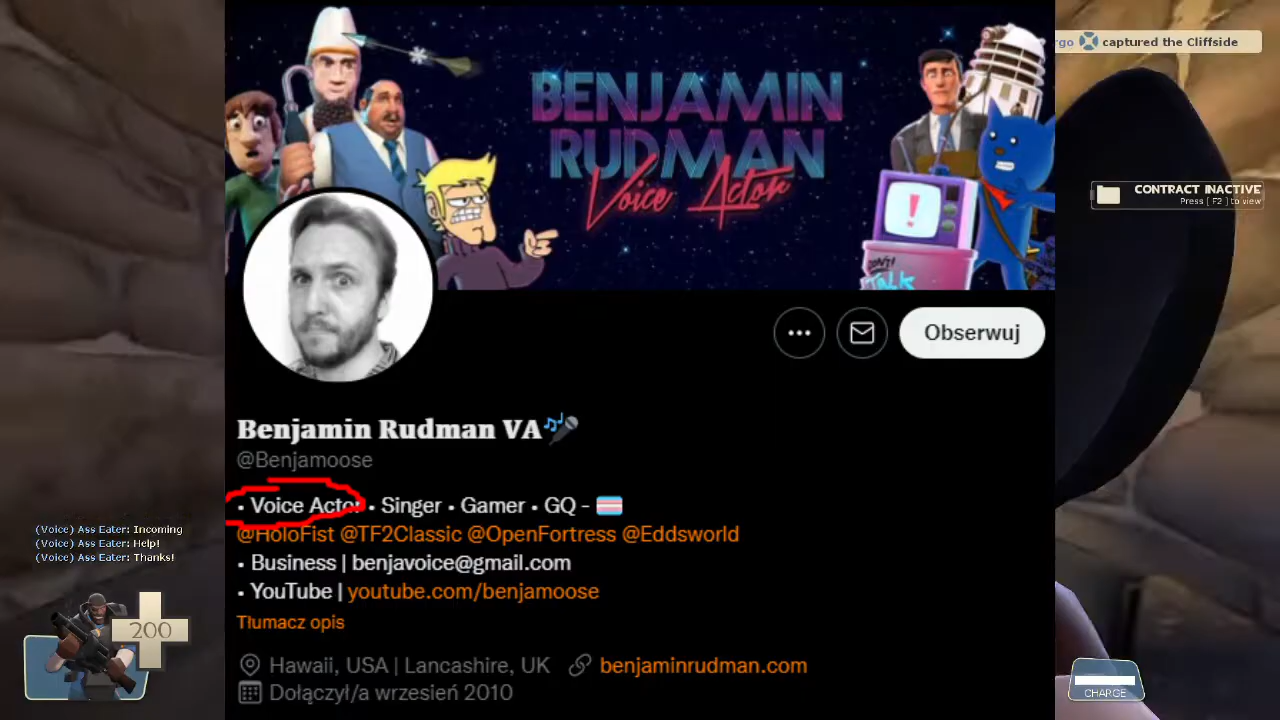 BENJAMIN
RUDMAN
Voice Actor
!
DON'T
TALK
rgo captured the Cliffside
CONTRACT INACTIVE
Press [ F2 ] to view
Obserwuj
Benjamin Rudman VA
@Benjamoose
• Voice Actor • Singer • Gamer • GQ -
@HoloFist @TF2Classic @OpenFortress @Eddsworld
• Business | benjavoice@gmail.com
• YouTube | youtube.com/benjamoose
Tłumacz opis
Hawaii, USA | Lancashire, UK benjaminrudman.com
Dołączył/a wrzesień 2010
(Voice) Ass Eater: Incoming
(Voice) Ass Eater: Help!
(Voice) Ass Eater: Thanks!
200
CHARGE